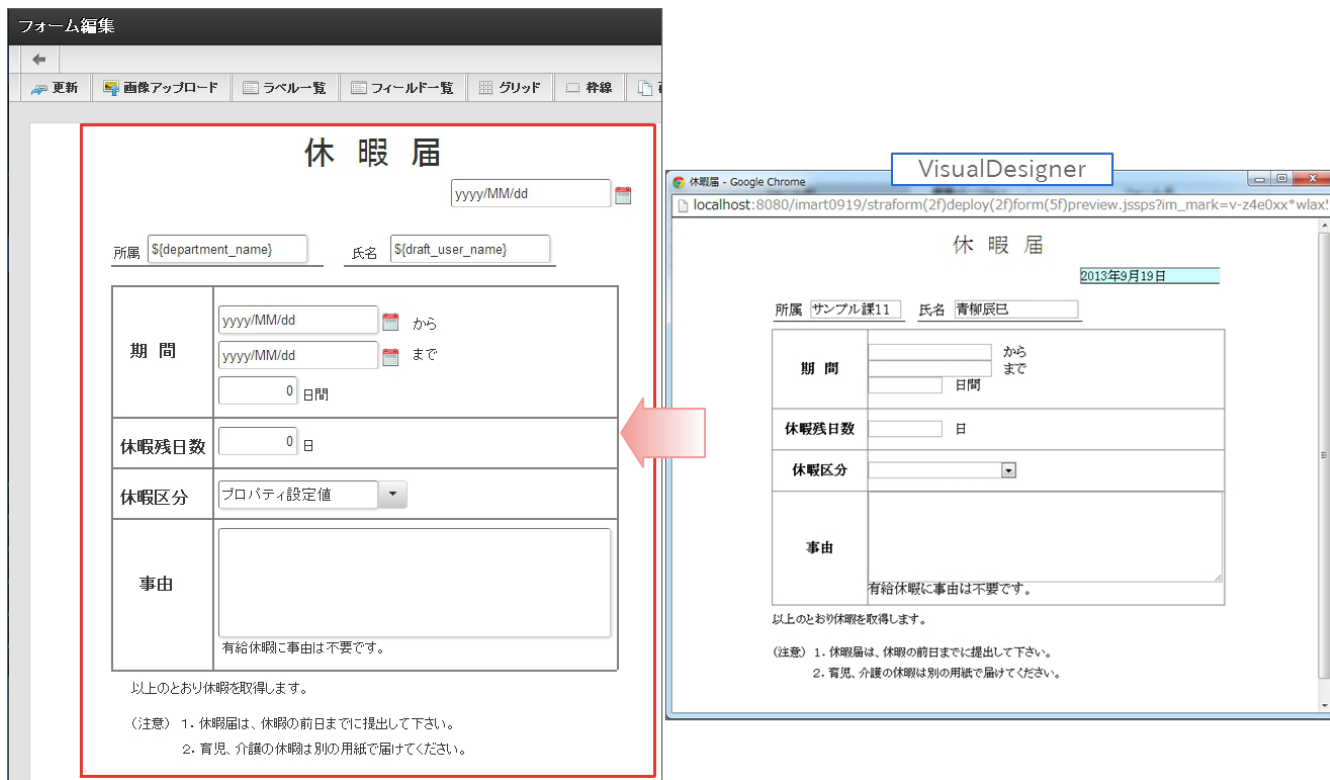 フォーム編集
更新 画像アップロード ラベル一覧 フィールド一覧 グリッド 枠線
休 暇 届
yyyy/MM/dd
所属 ${department_name} 氏名 ${draft_user_name}
期 間
yyyy/MM/dd から
yyyy/MM/dd まで
0 日間
休暇残日数 0 日
休暇区分 プロパティ設定値
事由
有給休暇に事由は不要です。
以上のとおり休暇を取得します。
（注意） 1．休暇届は、休暇の前日までに提出して下さい。
2．育児、介護の休暇は別の用紙で届けてください。
VisualDesigner
休暇届 - Google Chrome
localhost:8080/imart0919/straform(2f)deploy(2f)form(5f)preview.jssps?im_mark=v-z4e0xx*wlax
休 暇 届
2013年9月19日
所属 サンプル課11 氏名 青柳辰巳
期 間
から
まで
日間
休暇残日数 日
休暇区分
事由
有給休暇に事由は不要です。
以上のとおり休暇を取得します。
（注意） 1．休暇届は、休暇の前日までに提出して下さい。
2．育児、介護の休暇は別の用紙で届けてください。